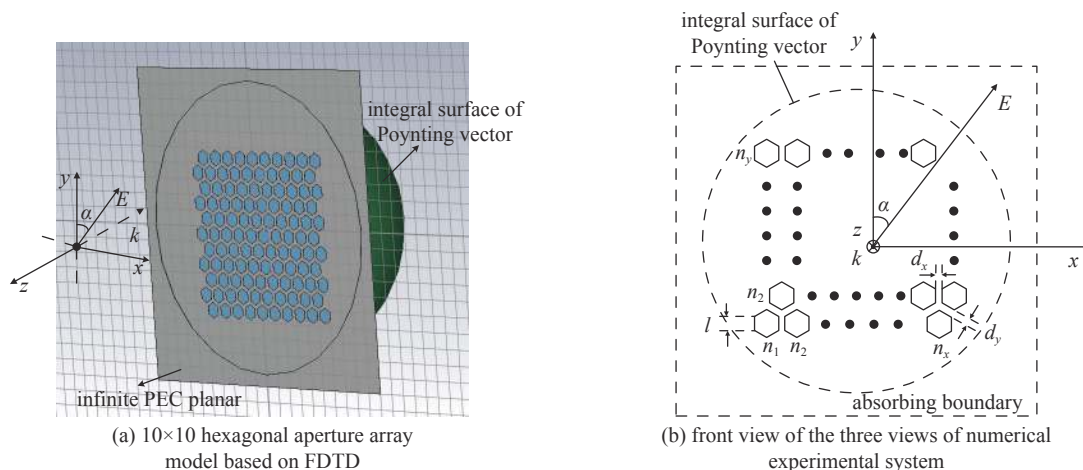 y
E
α
k
x
z
integral surface of
Poynting vector
infinite PEC planar
(a) 10×10 hexagonal aperture array
model based on FDTD
integral surface of
Poynting vector
y
E
n_y
α
z
k
x
d_x
n_2
l
n_1 n_2
n_x
d_y
absorbing boundary
(b) front view of the three views of numerical
experimental system